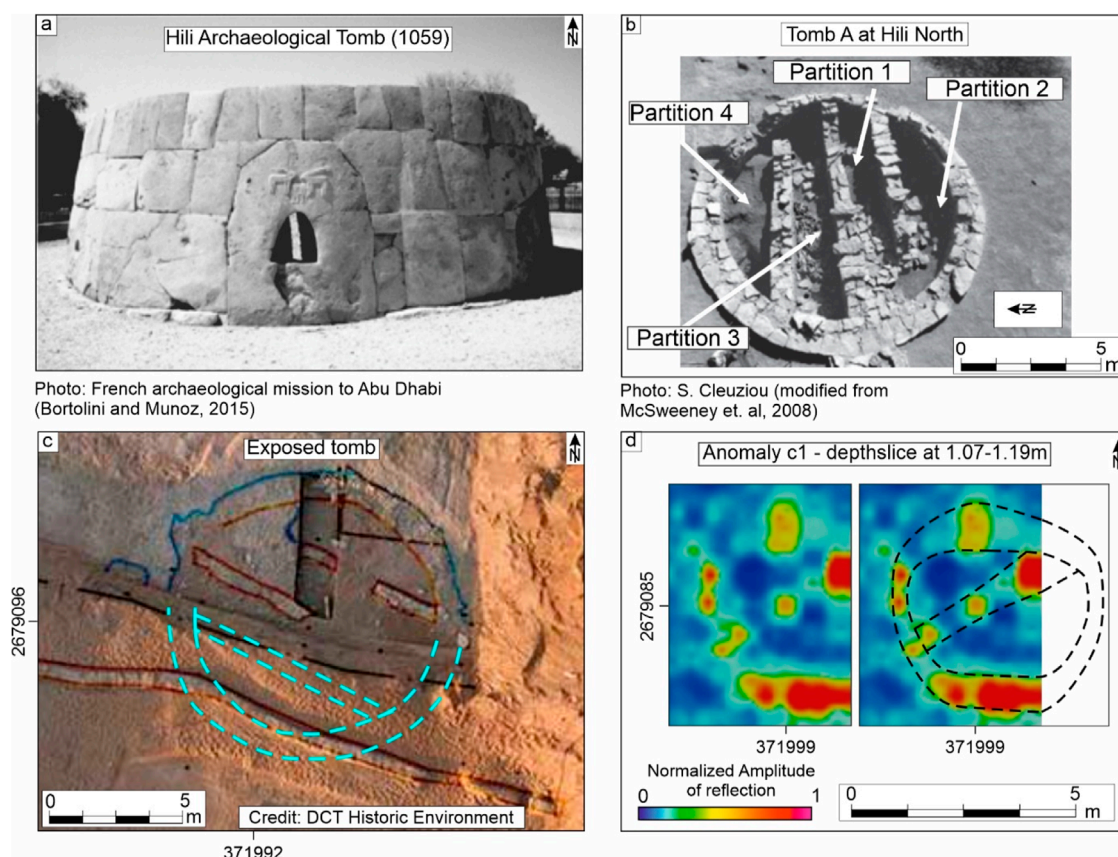 a
N
Hili Archaeological Tomb (1059)
Photo: French archaeological mission to Abu Dhabi
(Bortolini and Munoz, 2015)
b
Tomb A at Hili North
Partition 1
Partition 2
Partition 4
Partition 3
N
0 5
m
Photo: S. Cleuziou (modified from
McSweeney et. al, 2008)
c
Exposed tomb
N
2679096
0 5
m
Credit: DCT Historic Environment
371992
d
Anomaly c1 - depthslice at 1.07-1.19m
N
2679085
371999
371999
Normalized Amplitude
of reflection
0 1
0 5
m